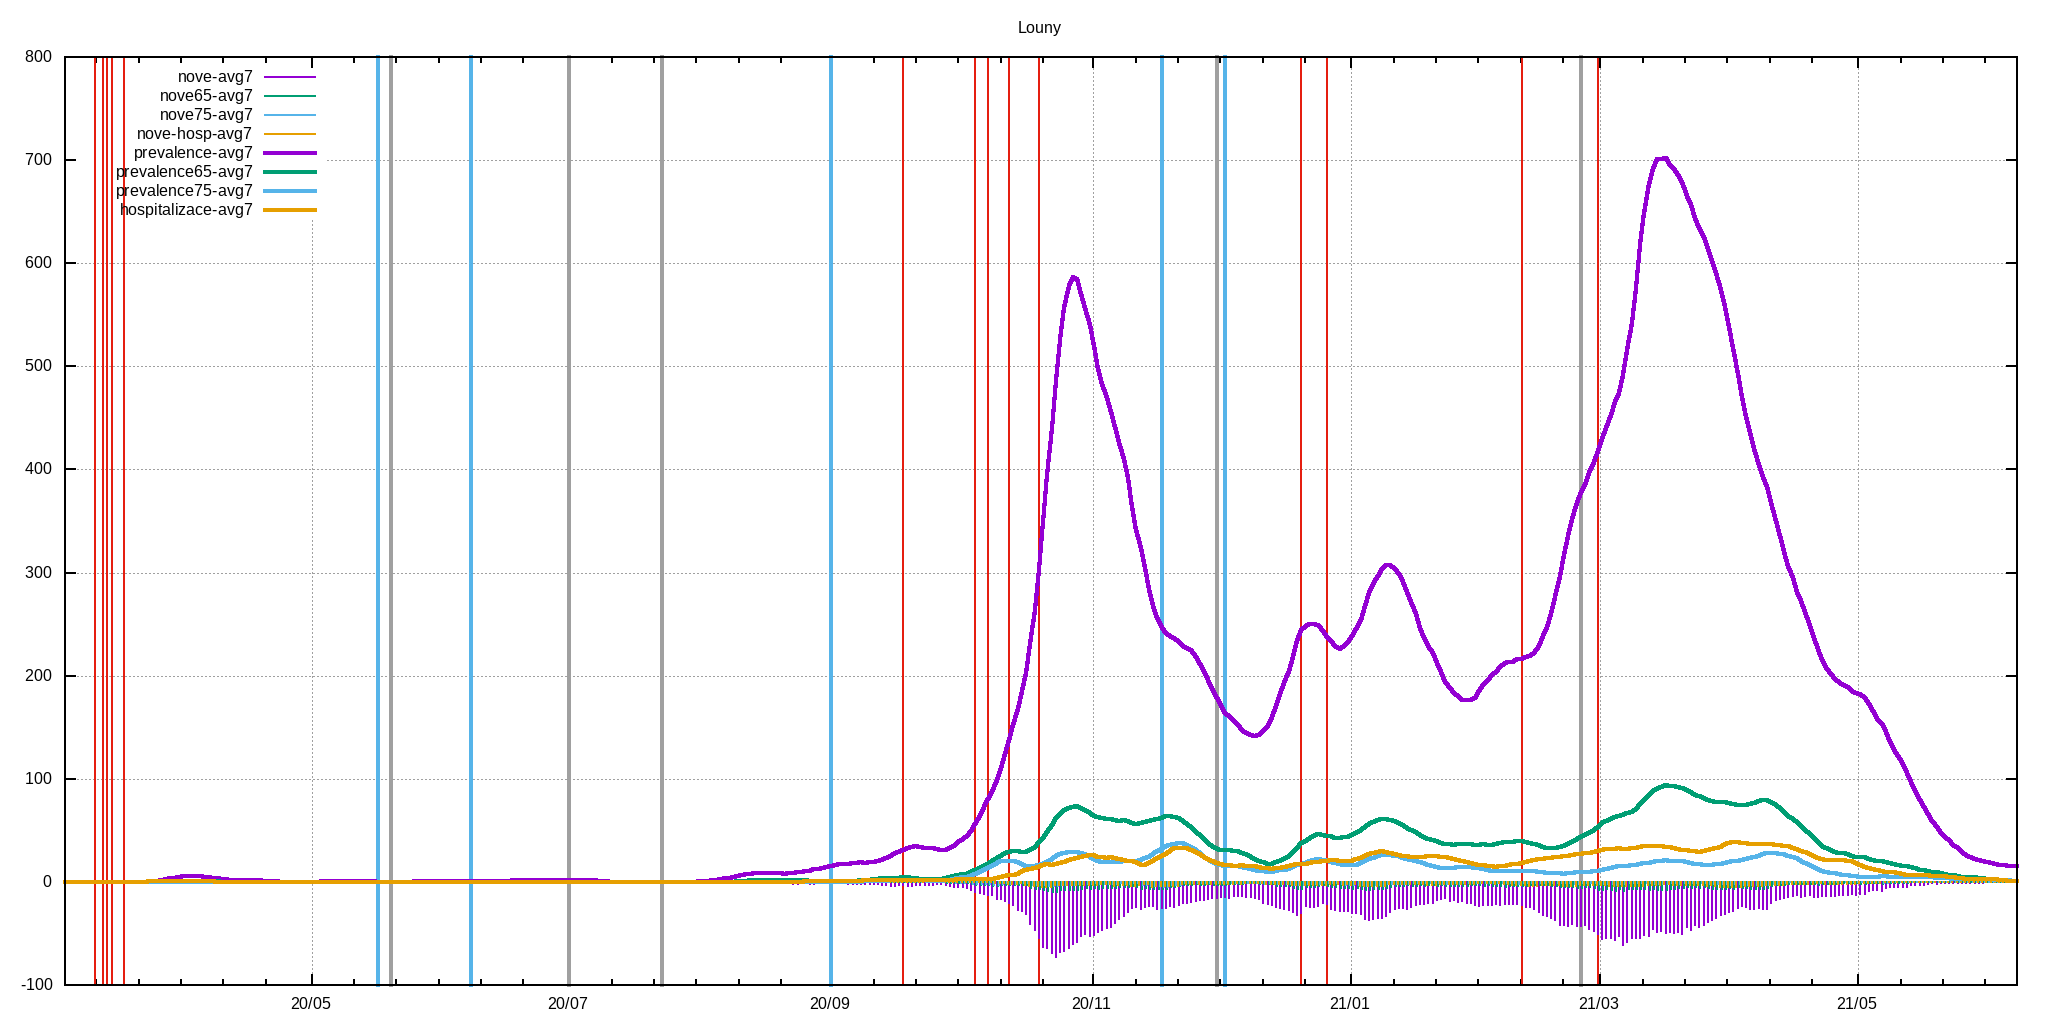 Louny
800
700
600
500
400
300
200
100
0
-100
nove-avg7
nove65-avg7
nove75-avg7
nove-hosp-avg7
prevalence-avg7
prevalence65-avg7
prevalence75-avg7
hospitalizace-avg7
20/05 20/07 20/09 20/11 21/01 21/03 21/05